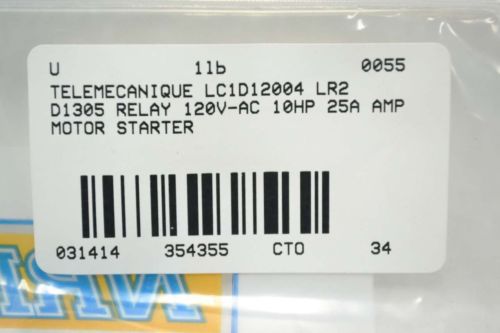 U 1lb 0055
TELEMECANIQUE LC1D12004 LR2
D1305 RELAY 120V-AC 10HP 25A AMP
MOTOR STARTER
031414 354355 CTO 34